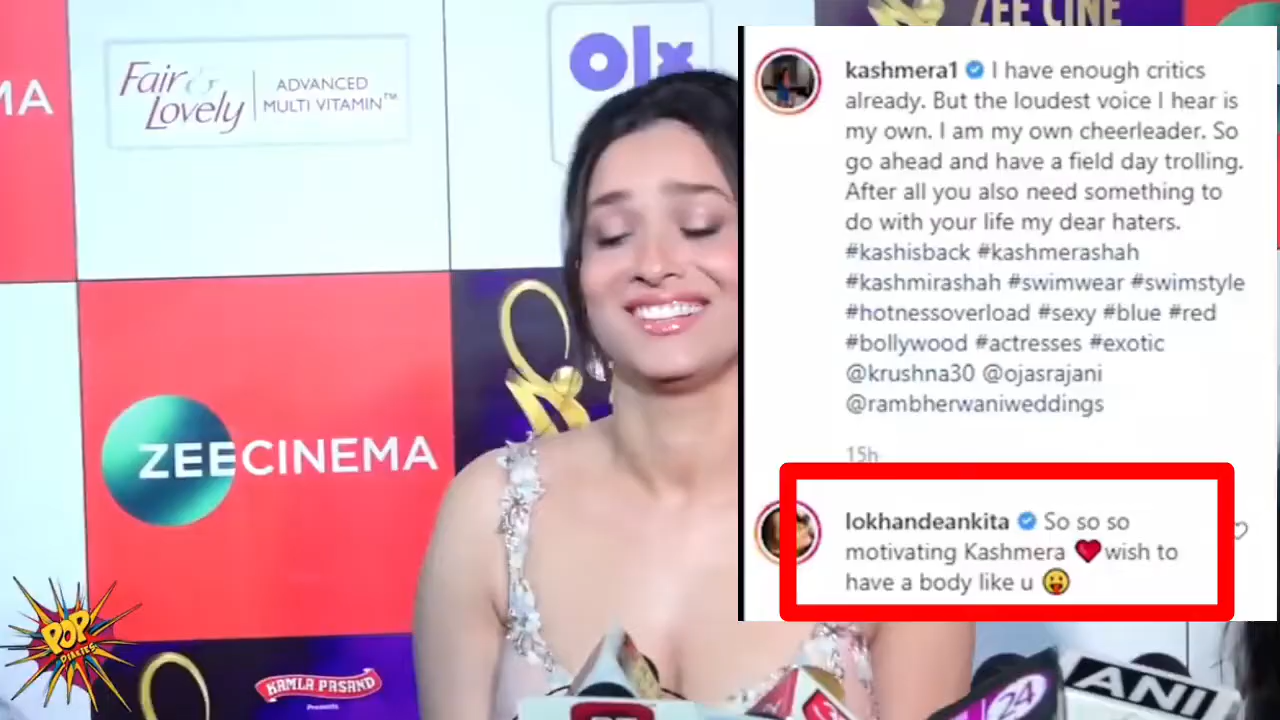 ZEE CINE
MA
Fair & Lovely
ADVANCED
MULTI VITAMIN™
olx
kashmera1 I have enough critics
already. But the loudest voice I hear is
my own. I am my own cheerleader. So
go ahead and have a field day trolling.
After all you also need something to
do with your life my dear haters.
#kashisback #kashmerashah
#kashmirashah #swimwear #swimstyle
#hotnessoverload #sexy #blue #red
#bollywood #actresses #exotic
@krushna30 @ojasrajani
@rambherwaniweddings
15h
lokhandeankita So so so
motivating Kashmera ❤️wish to
have a body like u 😛
ZEE CINEMA
POP
DIARIES
KAMLA PASAND
Presents
24
ANI